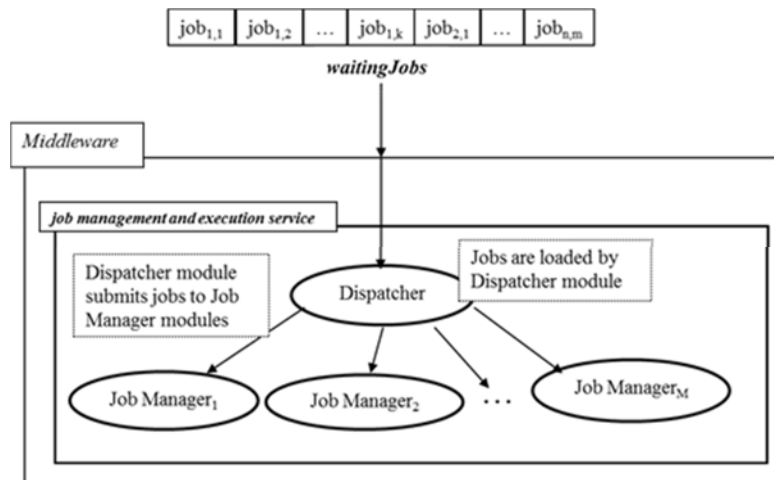 job1,1 job1,2 ... job1,k job2,1 ... jobn,m
waitingJobs
Middleware
job management and execution service
Dispatcher module
submits jobs to Job
Manager modules
Jobs are loaded by
Dispatcher module
Dispatcher
Job Manager1
Job Manager2
...
Job ManagerM